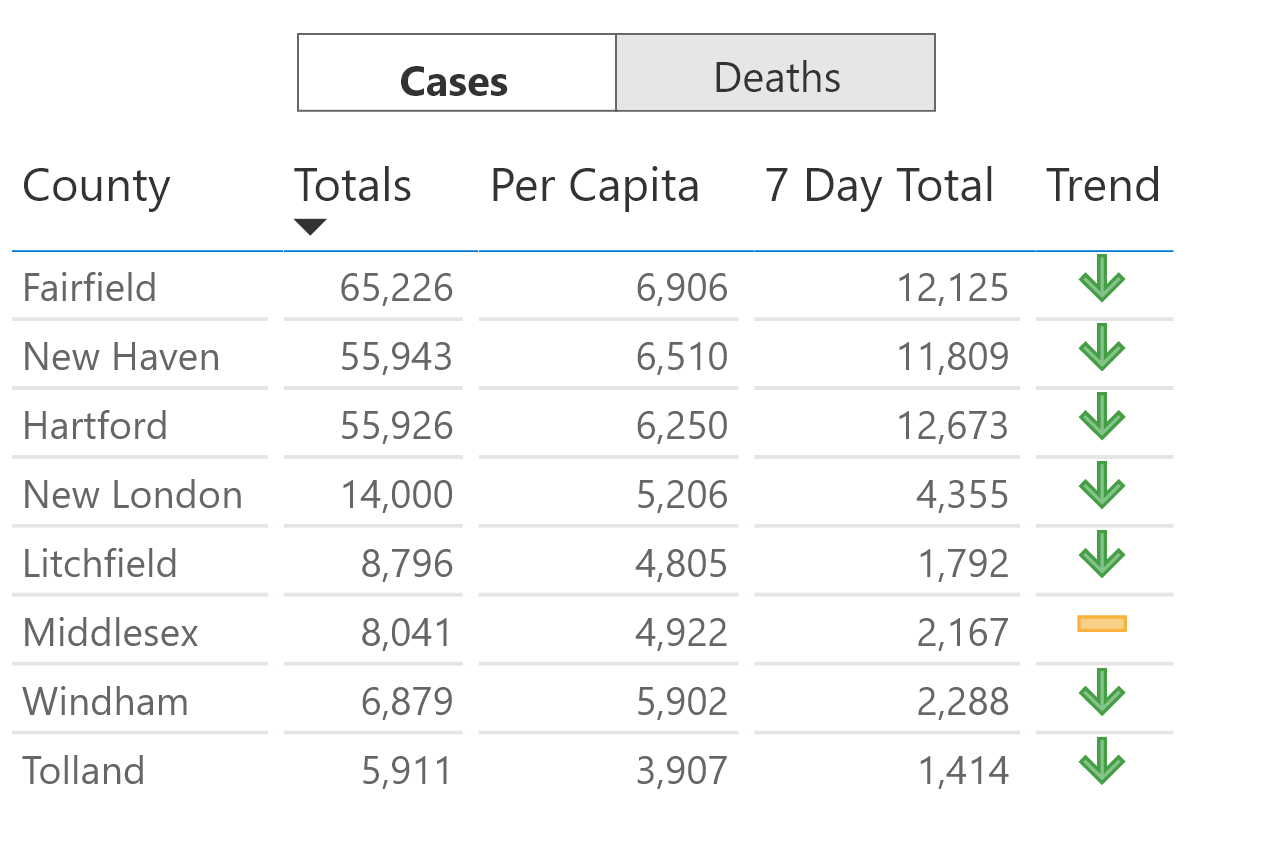 Cases Deaths
County Totals Per Capita 7 Day Total Trend
Fairfield 65,226 6,906 12,125
New Haven 55,943 6,510 11,809
Hartford 55,926 6,250 12,673
New London 14,000 5,206 4,355
Litchfield 8,796 4,805 1,792
Middlesex 8,041 4,922 2,167
Windham 6,879 5,902 2,288
Tolland 5,911 3,907 1,414